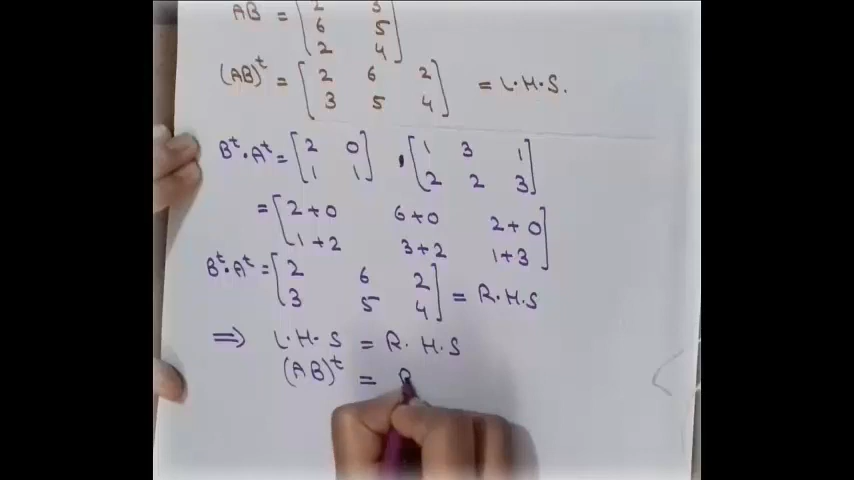 AB = [2 3
6 5
2 4]
(AB)^t = [2 6 2
3 5 4] = L.H.S.
B^t.A^t = [2 0 . [1 3 1
1 1] 2 2 3]
= [2+0 6+0 2+0
1+2 3+2 1+3]
B^t.A^t = [2 6 2
3 5 4] = R.H.S
⇒ L.H.S = R.H.S
(AB)^t =